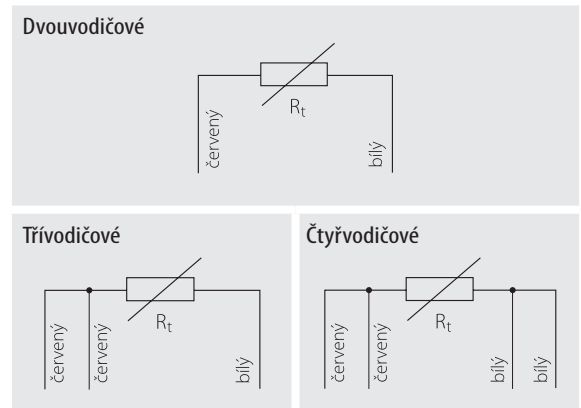 Dvouvodičové
červený
Rt
bílý
Třívodičové
červený
červený
Rt
bílý
Čtyřvodičové
červený
červený
Rt
bílý
bílý